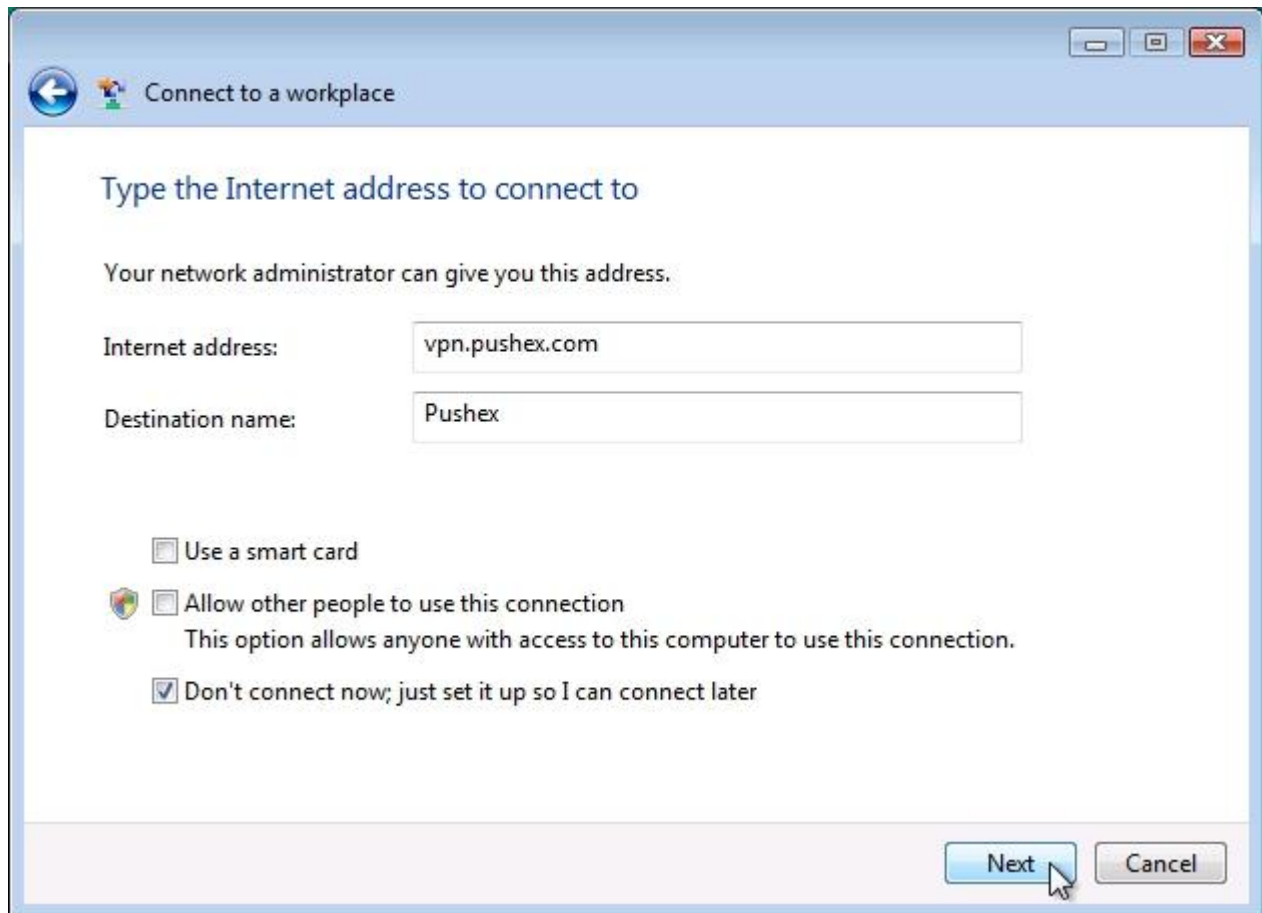 Connect to a workplace
Type the Internet address to connect to
Your network administrator can give you this address.
Internet address: vpn.pushex.com
Destination name: Pushex
Use a smart card
Allow other people to use this connection
This option allows anyone with access to this computer to use this connection.
Don't connect now; just set it up so I can connect later
Next Cancel